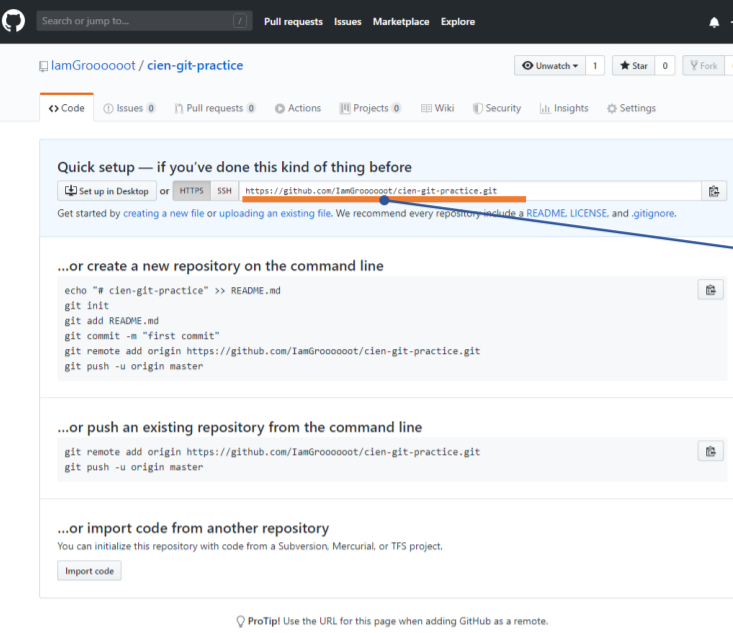 Search or jump to... /
Pull requests Issues Marketplace Explore
IamGroooooot / cien-git-practice
Unwatch 1 Star 0 Fork
Code Issues 0 Pull requests 0 Actions Projects 0 Wiki Security Insights Settings
Quick setup — if you've done this kind of thing before
Set up in Desktop or HTTPS SSH https://github.com/IamGroooooot/cien-git-practice.git
Get started by creating a new file or uploading an existing file. We recommend every repository include a README, LICENSE, and .gitignore.
...or create a new repository on the command line
echo "# cien-git-practice" >> README.md
git init
git add README.md
git commit -m "first commit"
git remote add origin https://github.com/IamGroooooot/cien-git-practice.git
git push -u origin master
...or push an existing repository from the command line
git remote add origin https://github.com/IamGroooooot/cien-git-practice.git
git push -u origin master
...or import code from another repository
You can initialize this repository with code from a Subversion, Mercurial, or TFS project.
Import code
ProTip! Use the URL for this page when adding GitHub as a remote.